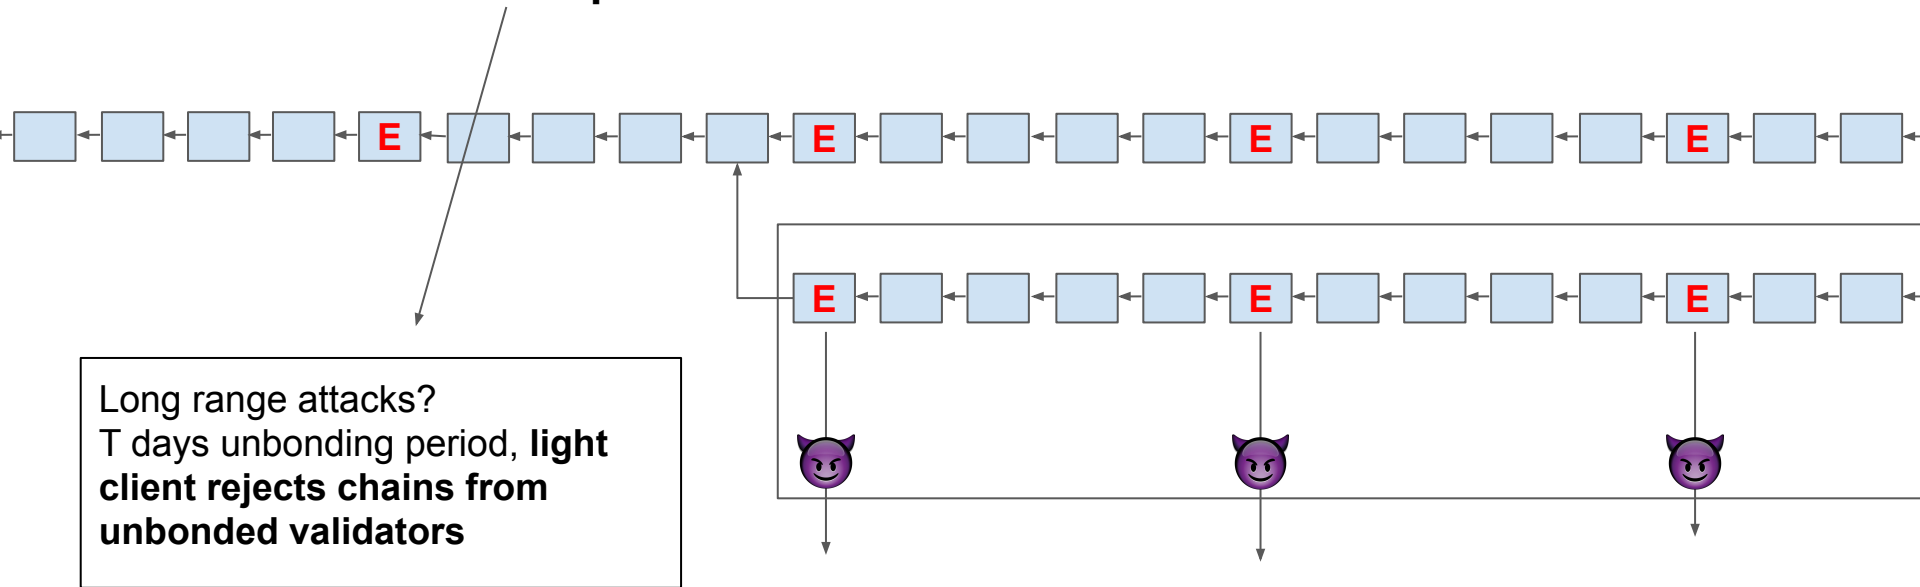 E E E E
E E E
Long range attacks?
T days unbonding period, light
client rejects chains from
unbonded validators